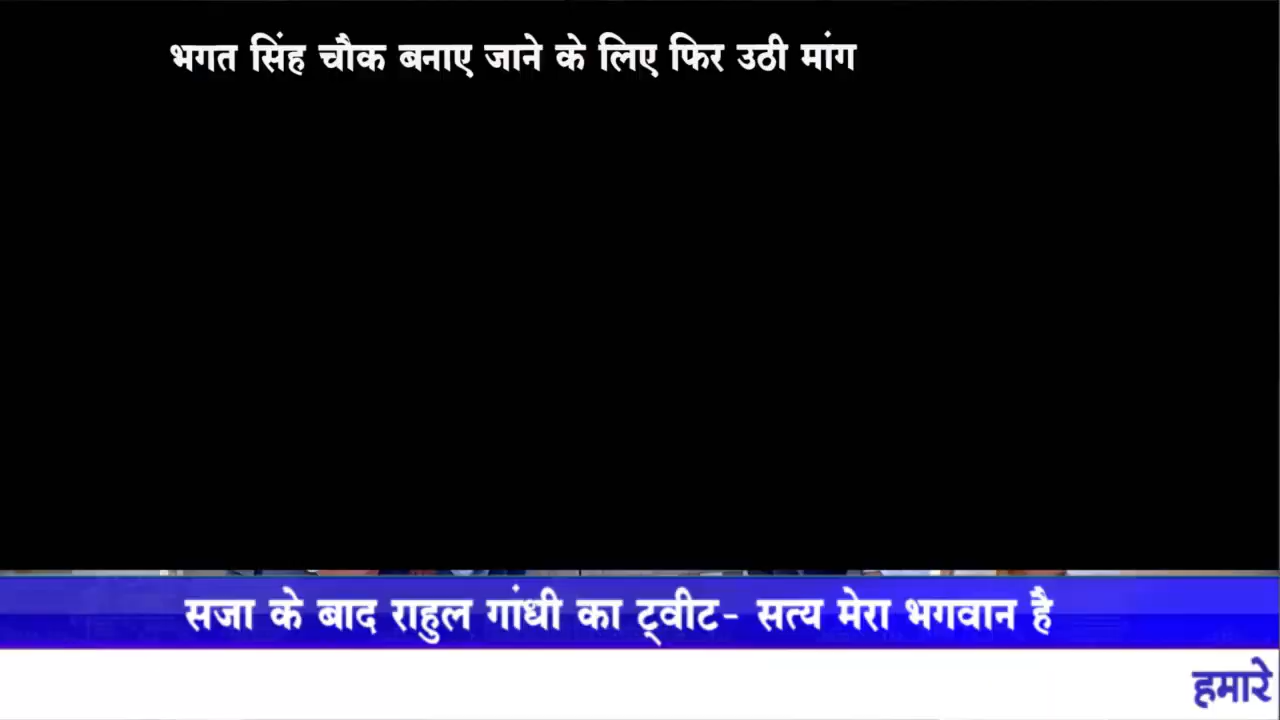 भगत सिंह चौक बनाए जाने के लिए फिर उठी मांग
सजा के बाद राहुल गांधी का ट्वीट- सत्य मेरा भगवान है
हमारे